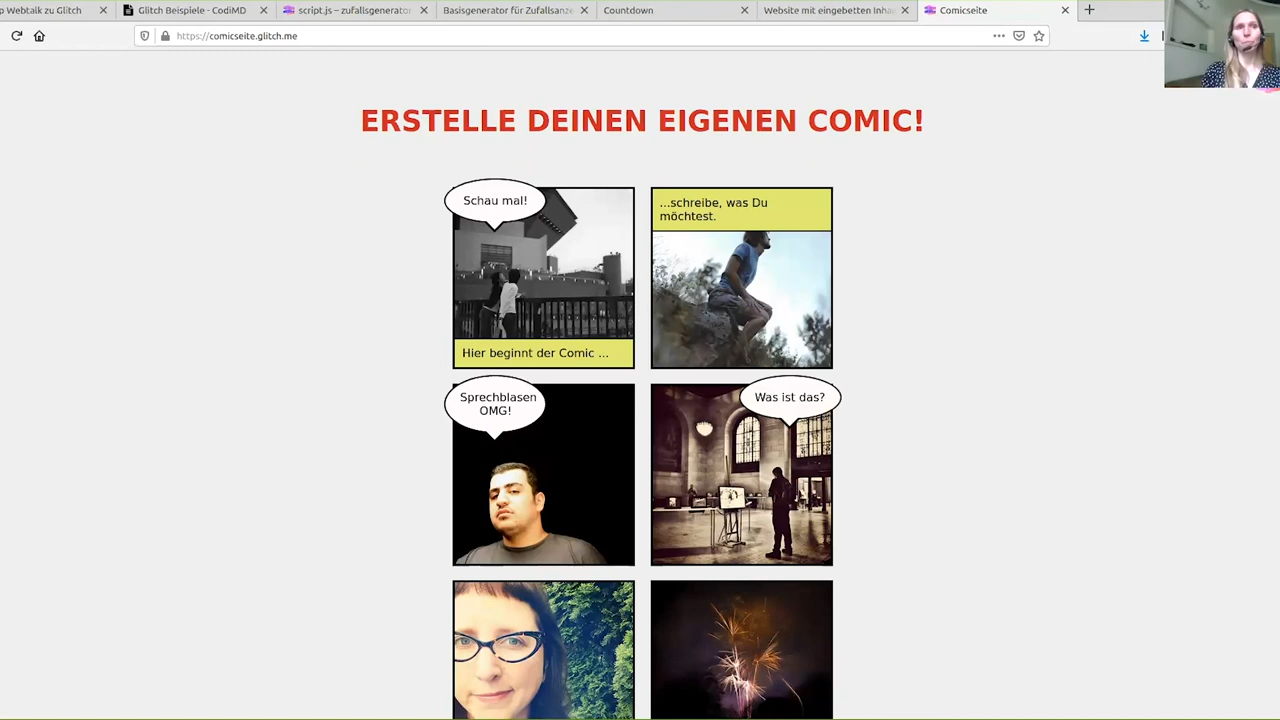 p Webtalk zu Glitch
Glitch Beispiele - CodiMD
script.js – zufallsgenerator
Basisgenerator für Zufallsanze
Countdown
Website mit eingebetten Inha
Comicseite
https://comicseite.glitch.me
ERSTELLE DEINEN EIGENEN COMIC!
Schau mal!
Hier beginnt der Comic ...
...schreibe, was Du
möchtest.
Sprechblasen
OMG!
Was ist das?